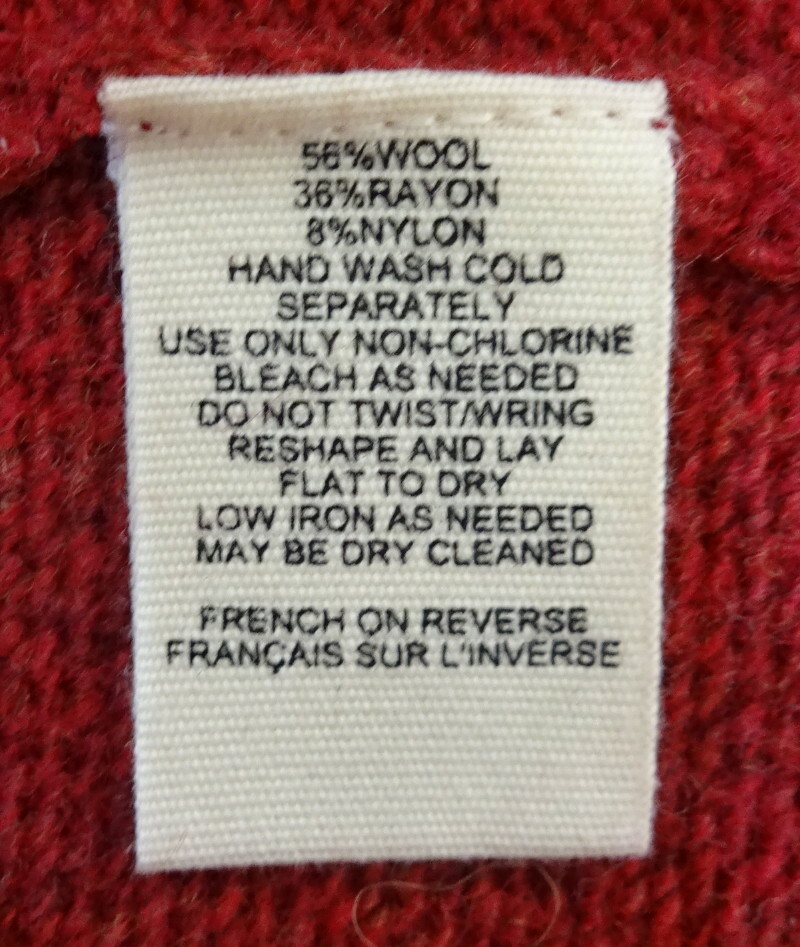 56%WOOL
36%RAYON
8%NYLON
HAND WASH COLD
SEPARATELY
USE ONLY NON-CHLORINE
BLEACH AS NEEDED
DO NOT TWIST/WRING
RESHAPE AND LAY
FLAT TO DRY
LOW IRON AS NEEDED
MAY BE DRY CLEANED
FRENCH ON REVERSE
FRANÇAIS SUR L'INVERSE